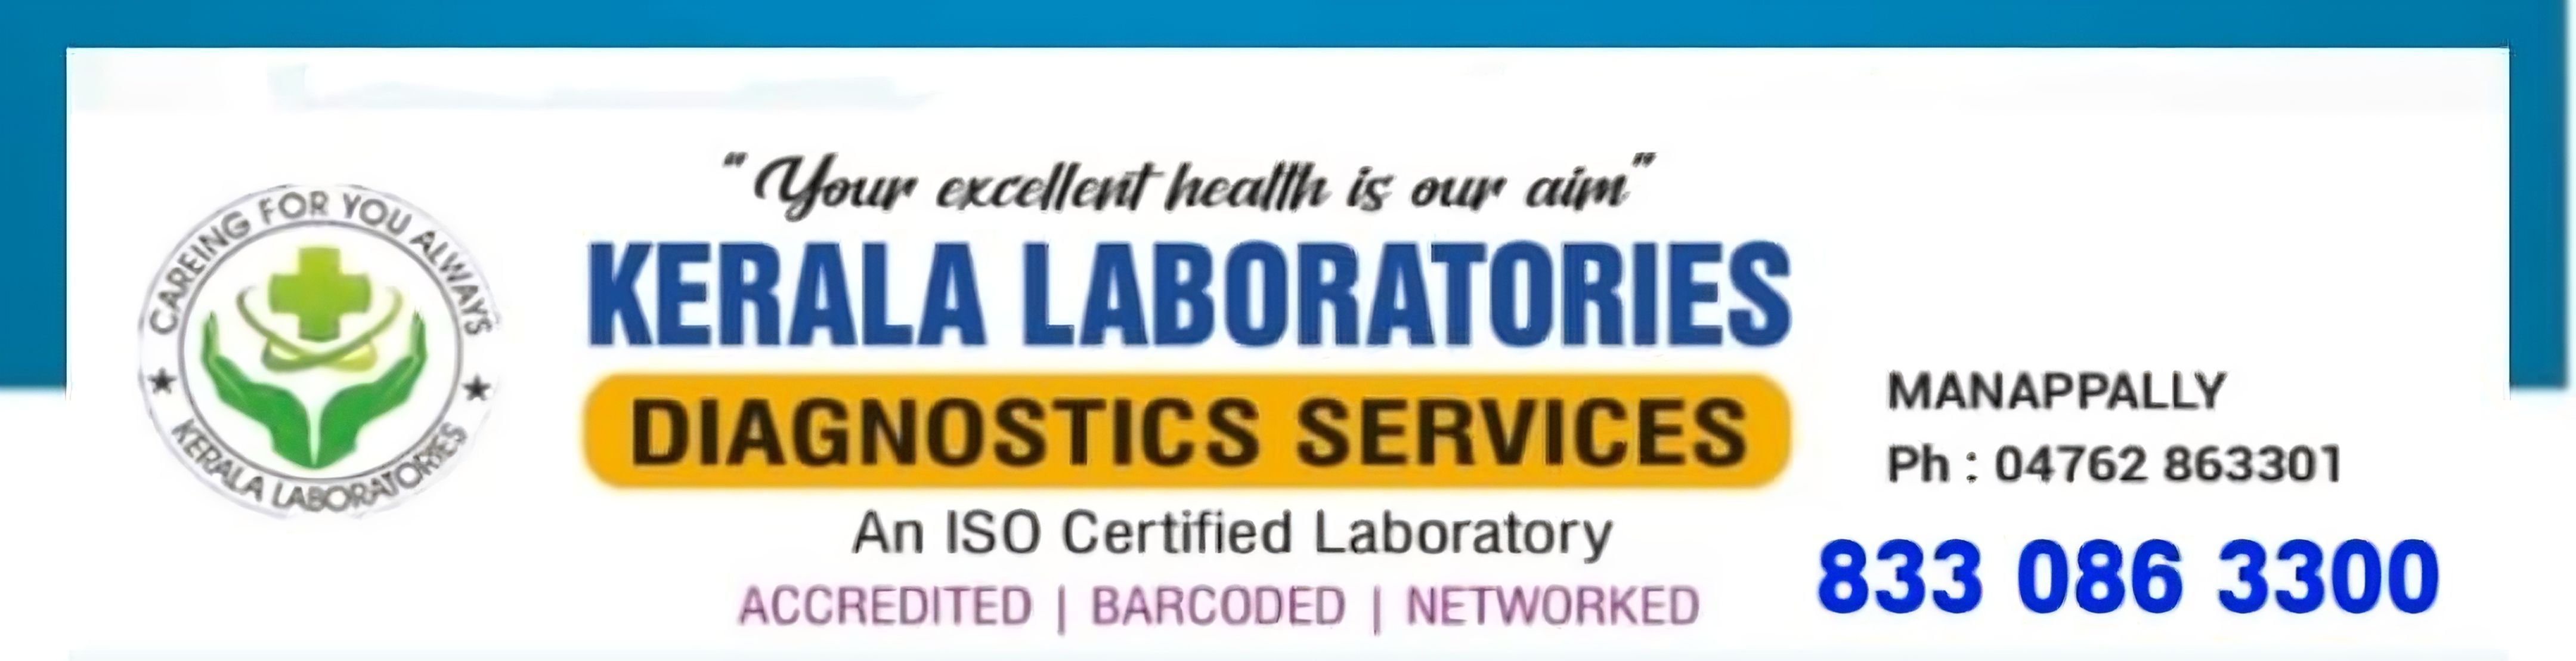 CAREING FOR YOU ALWAYS
KERALA LABORATORIES
" Your excellent health is our aim"
KERALA LABORATORIES
DIAGNOSTICS SERVICES
An ISO Certified Laboratory
ACCREDITED | BARCODED | NETWORKED
MANAPPALLY
Ph : 04762 863301
833 086 3300